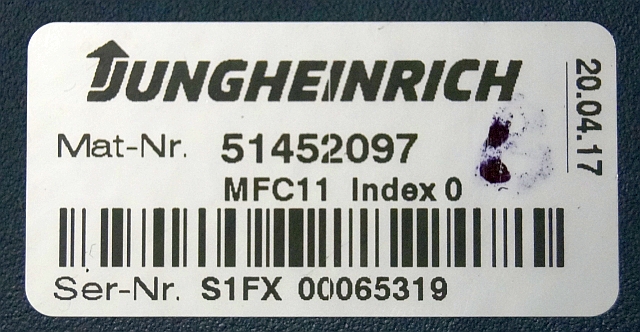 JUNGHEINRICH
Mat-Nr. 51452097
MFC11 Index 0
Ser-Nr. S1FX 00065319
20.04.17